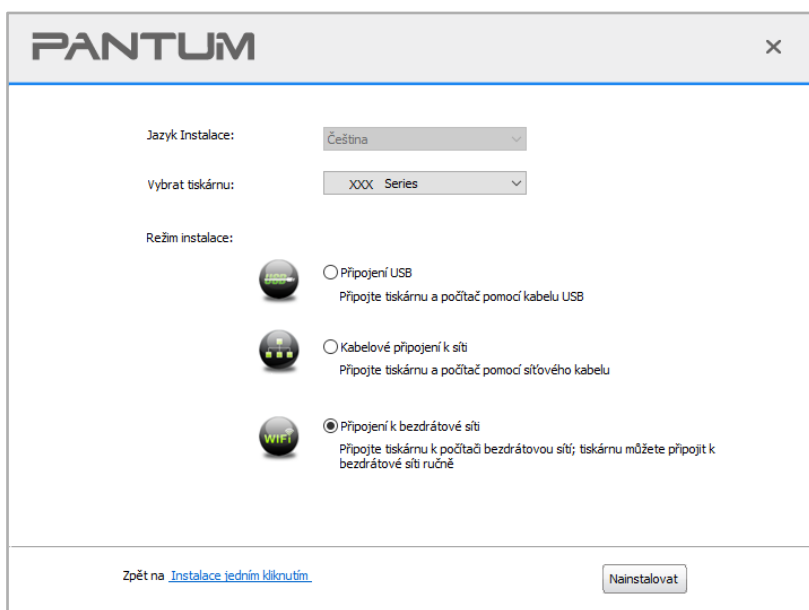 PANTUM
Jazyk Instalace:
Čeština
Vybrat tiskárnu:
XXX Series
Režim instalace:
USB
Připojení USB
Připojte tiskárnu a počítač pomocí kabelu USB
Kabelové připojení k síti
Připojte tiskárnu a počítač pomocí síťového kabelu
WiFi
Připojení k bezdrátové síti
Připojte tiskárnu k počítači bezdrátovou sítí; tiskárnu můžete připojit k
bezdrátové síti ručně
Zpět na Instalace jedním kliknutím
Nainstalovat